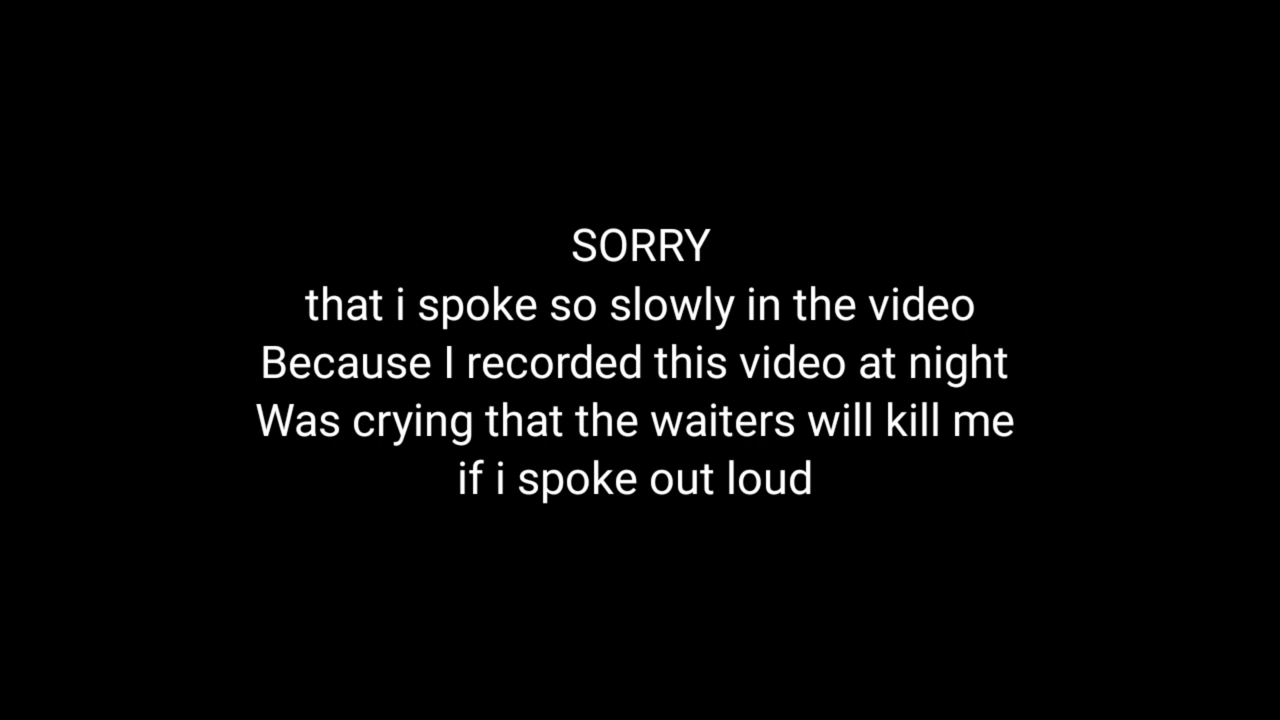 SORRY
that i spoke so slowly in the video
Because I recorded this video at night
Was crying that the waiters will kill me
if i spoke out loud